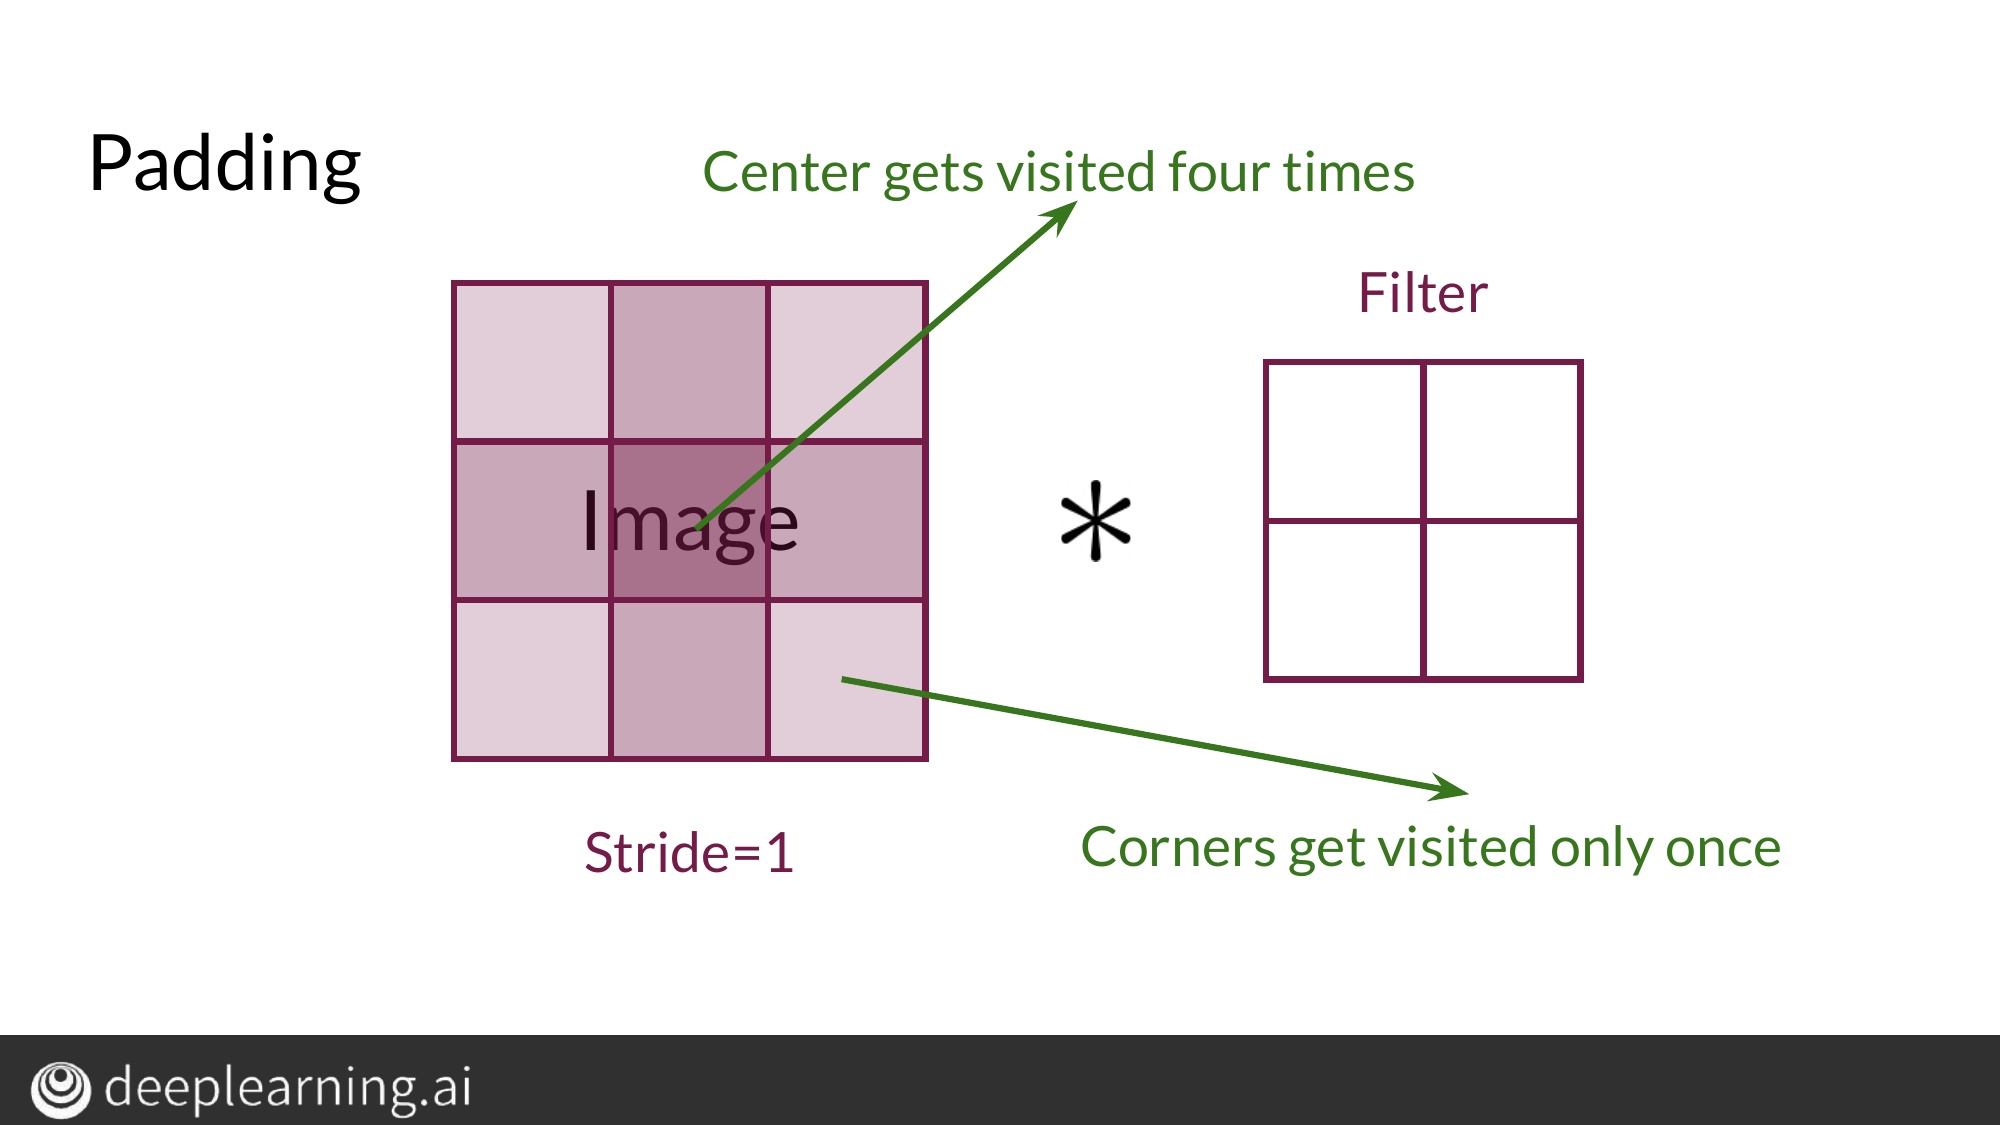 Padding
Center gets visited four times
Filter
Image
*
Stride=1
Corners get visited only once
deeplearning.ai